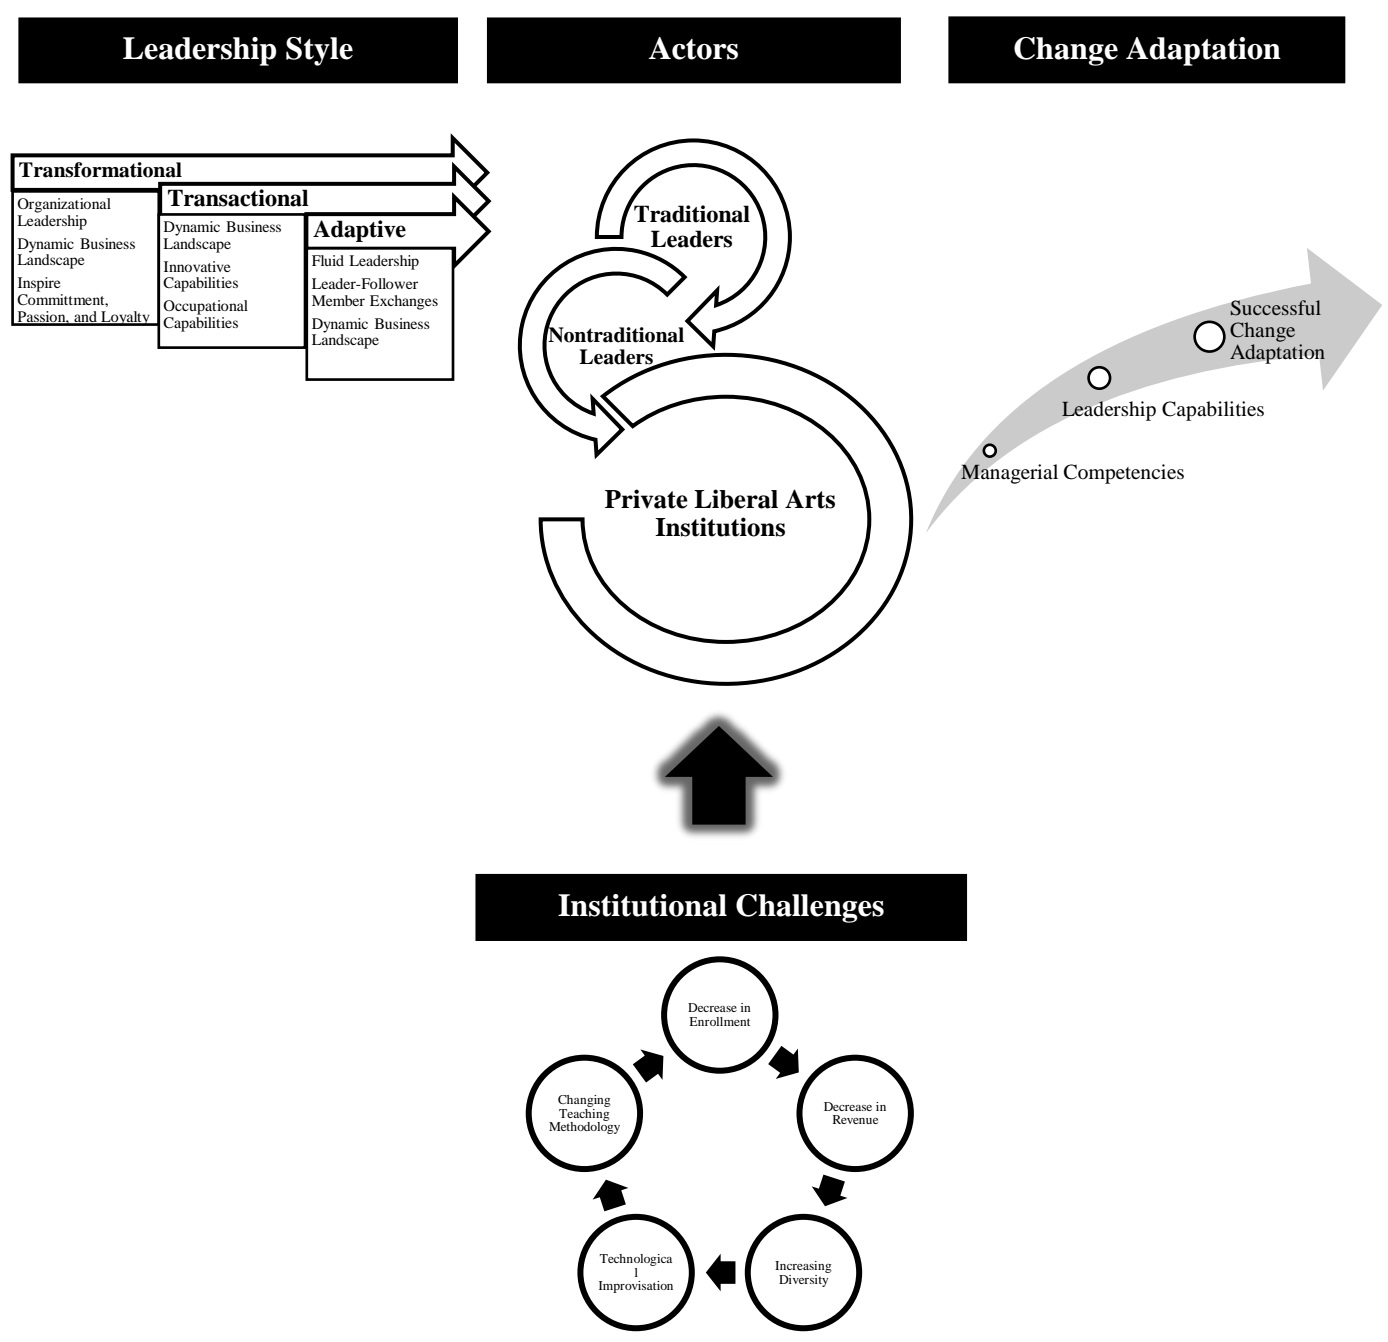 Leadership Style
Actors
Change Adaptation
Transformational
Organizational
Leadership
Dynamic Business
Landscape
Inspire
Committment,
Passion, and Loyalty
Transactional
Dynamic Business
Landscape
Innovative
Capabilities
Occupational
Capabilities
Adaptive
Fluid Leadership
Leader-Follower
Member Exchanges
Dynamic Business
Landscape
Traditional
Leaders
Nontraditional
Leaders
Private Liberal Arts
Institutions
Successful
Change
Adaptation
Leadership Capabilities
Managerial Competencies
Institutional Challenges
Decrease in
Enrollment
Decrease in
Revenue
Increasing
Diversity
Technologica
l
Improvisation
Changing
Teaching
Methodology